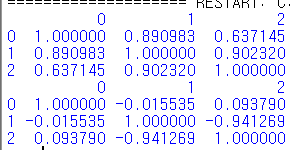 ==================== RESTART: C:
0 1 2
0 1.000000 0.890983 0.637145
1 0.890983 1.000000 0.902320
2 0.637145 0.902320 1.000000
0 1 2
0 1.000000 -0.015535 0.093790
1 -0.015535 1.000000 -0.941269
2 0.093790 -0.941269 1.000000